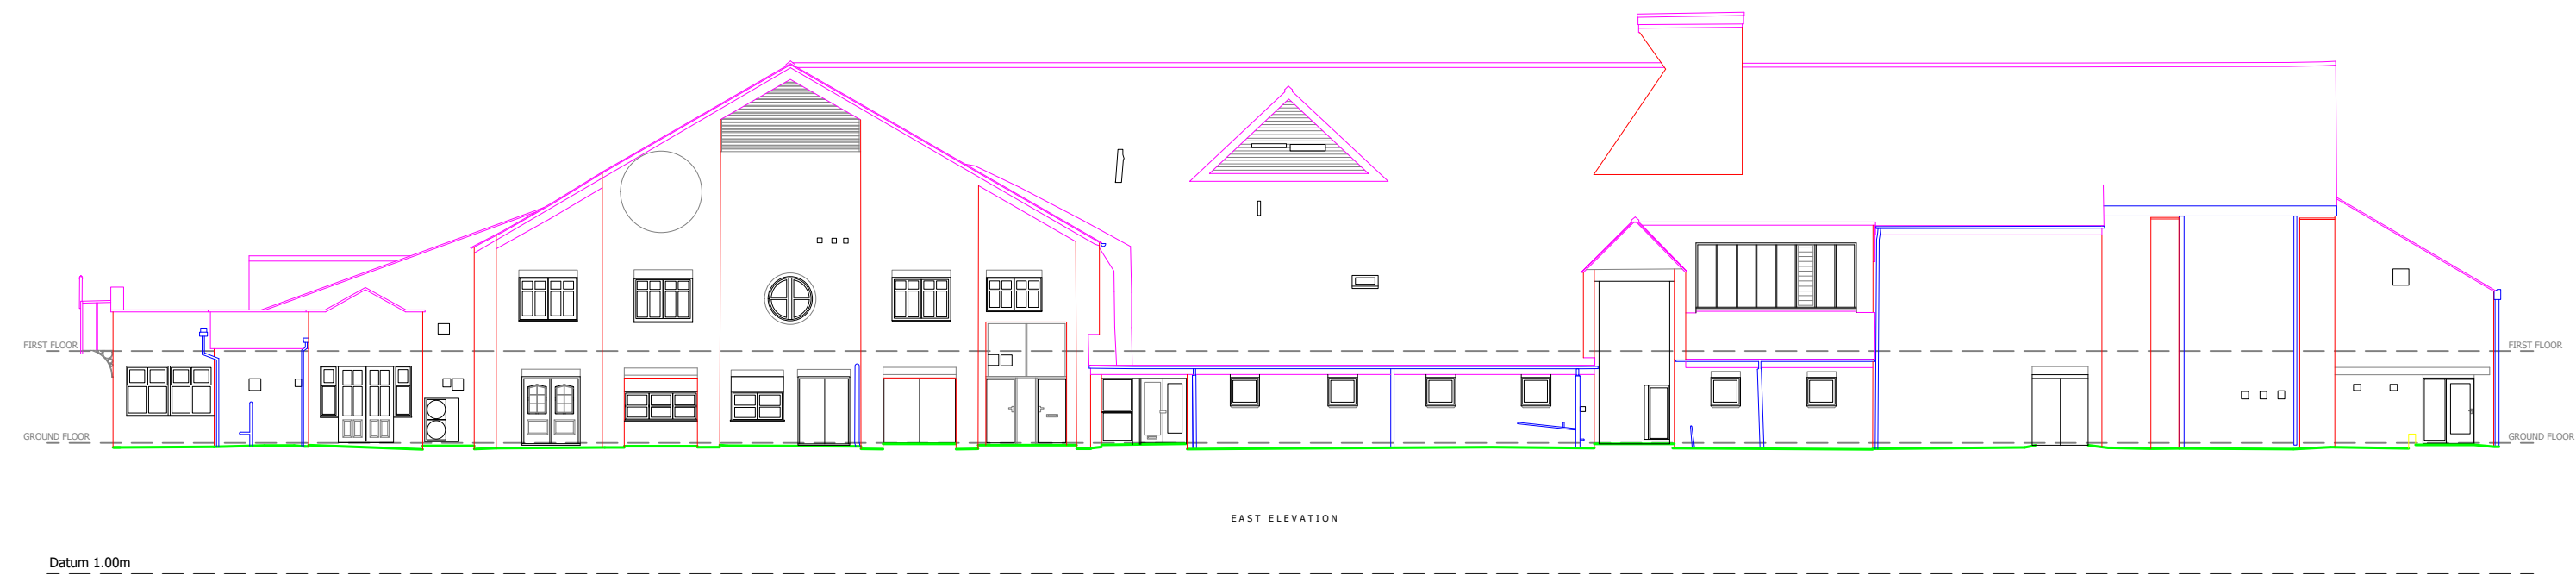 FIRST FLOOR
FIRST FLOOR
GROUND FLOOR
GROUND FLOOR
EAST ELEVATION
Datum 1.00m